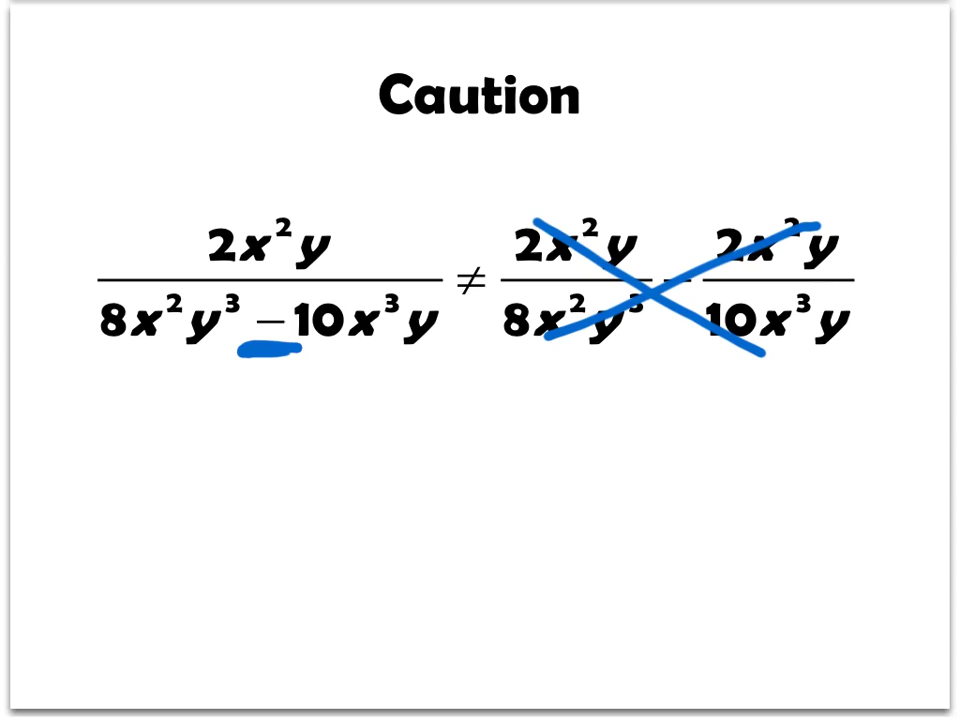 Caution
2x²y / (8x²y³ − 10x³y) ≠ 2x²y / 8x²y³ − 2x²y / 10x³y